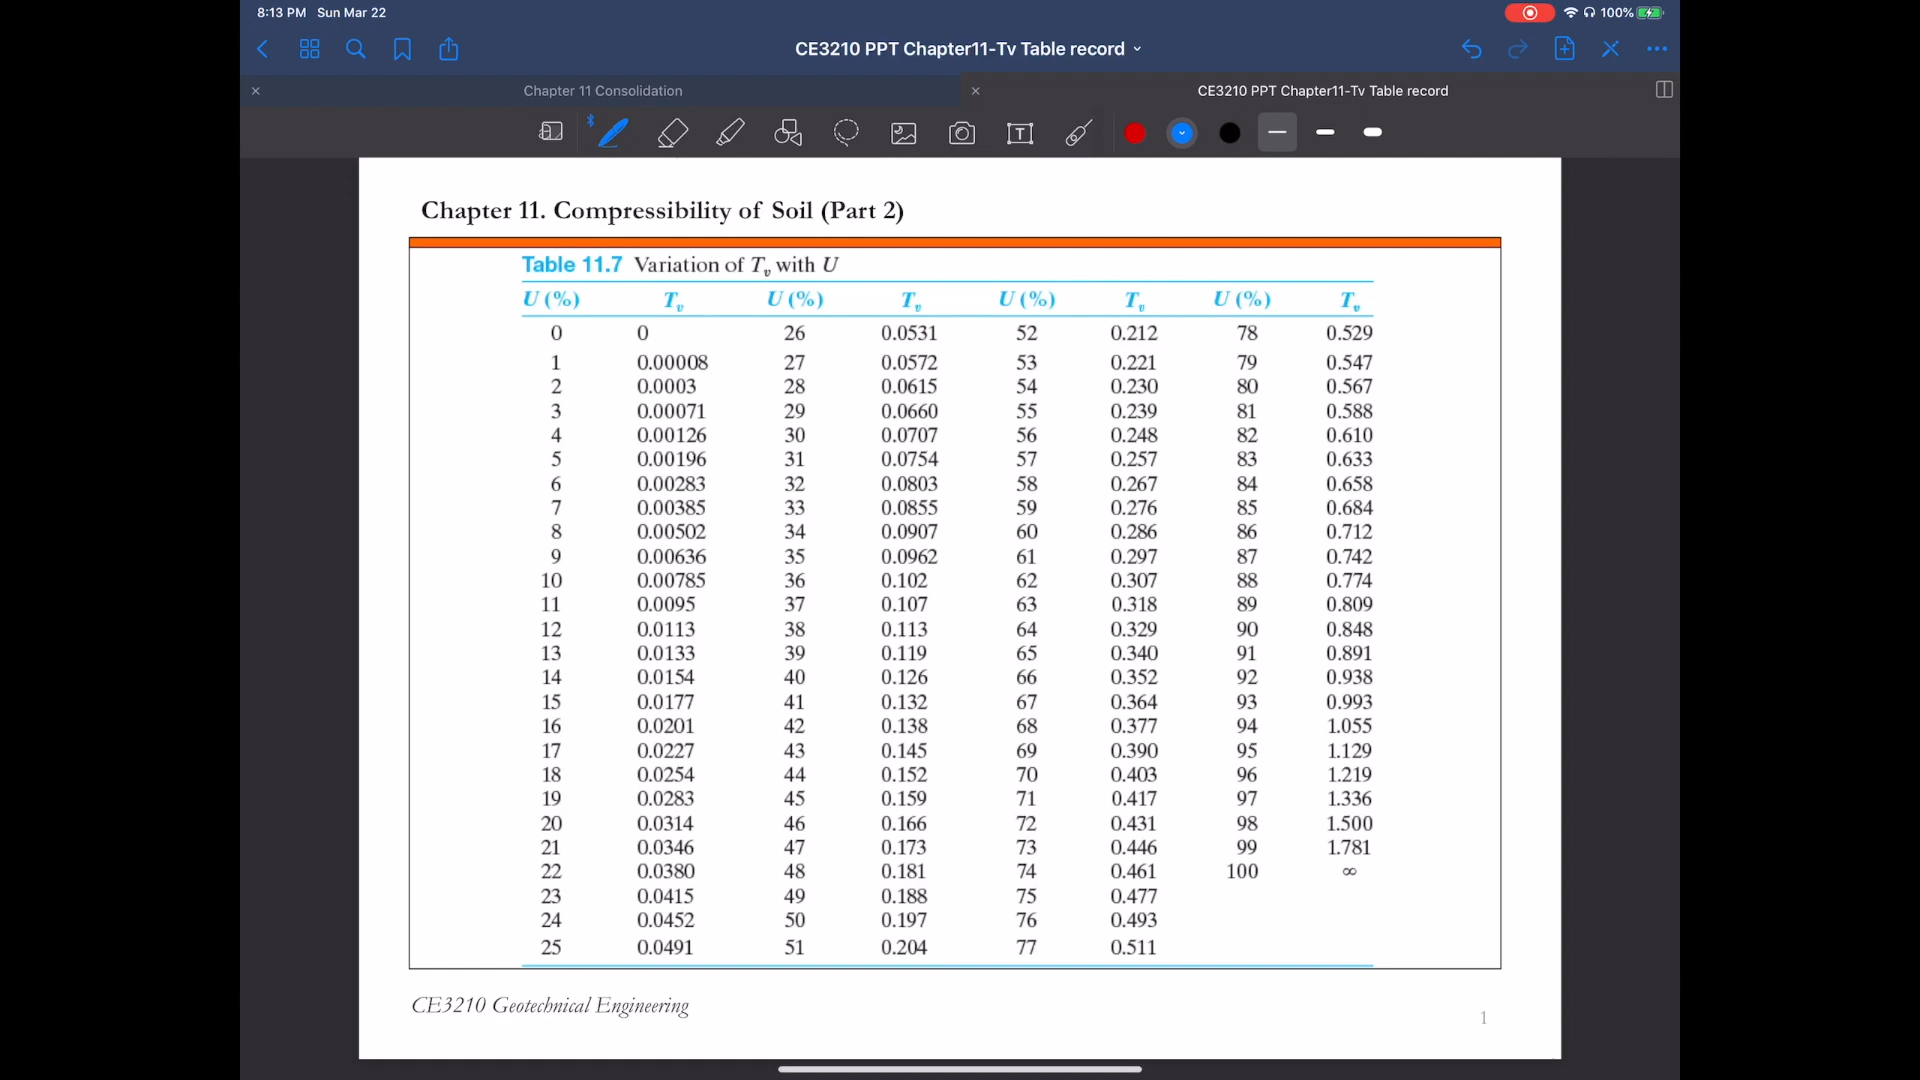 8:13 PM Sun Mar 22
100%
CE3210 PPT Chapter11-Tv Table record
Chapter 11 Consolidation
CE3210 PPT Chapter11-Tv Table record
Chapter 11. Compressibility of Soil (Part 2)
Table 11.7 Variation of Tv with U
U (%) Tv U (%) Tv U (%) Tv U (%) Tv
0 0 26 0.0531 52 0.212 78 0.529
1 0.00008 27 0.0572 53 0.221 79 0.547
2 0.0003 28 0.0615 54 0.230 80 0.567
3 0.00071 29 0.0660 55 0.239 81 0.588
4 0.00126 30 0.0707 56 0.248 82 0.610
5 0.00196 31 0.0754 57 0.257 83 0.633
6 0.00283 32 0.0803 58 0.267 84 0.658
7 0.00385 33 0.0855 59 0.276 85 0.684
8 0.00502 34 0.0907 60 0.286 86 0.712
9 0.00636 35 0.0962 61 0.297 87 0.742
10 0.00785 36 0.102 62 0.307 88 0.774
11 0.0095 37 0.107 63 0.318 89 0.809
12 0.0113 38 0.113 64 0.329 90 0.848
13 0.0133 39 0.119 65 0.340 91 0.891
14 0.0154 40 0.126 66 0.352 92 0.938
15 0.0177 41 0.132 67 0.364 93 0.993
16 0.0201 42 0.138 68 0.377 94 1.055
17 0.0227 43 0.145 69 0.390 95 1.129
18 0.0254 44 0.152 70 0.403 96 1.219
19 0.0283 45 0.159 71 0.417 97 1.336
20 0.0314 46 0.166 72 0.431 98 1.500
21 0.0346 47 0.173 73 0.446 99 1.781
22 0.0380 48 0.181 74 0.461 100 ∞
23 0.0415 49 0.188 75 0.477
24 0.0452 50 0.197 76 0.493
25 0.0491 51 0.204 77 0.511
CE3210 Geotechnical Engineering
1